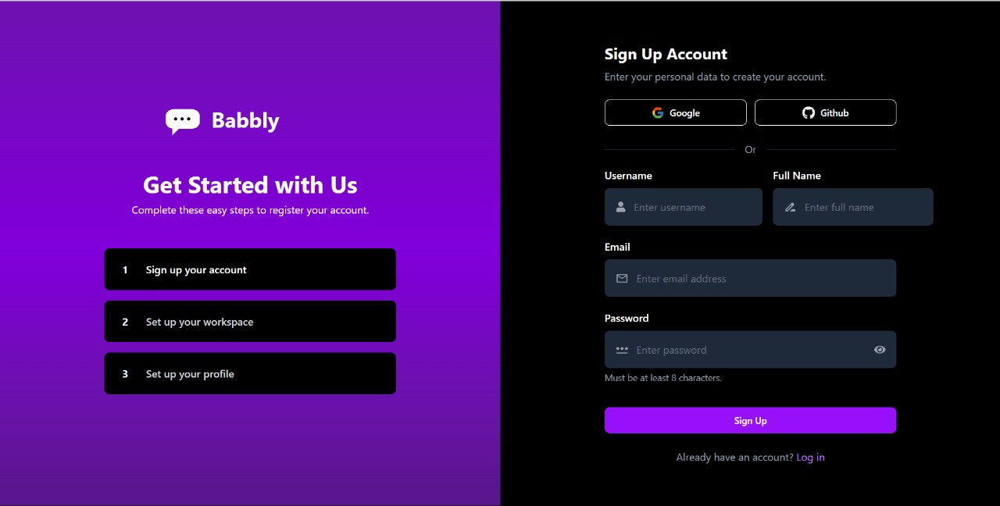 Babbly
Get Started with Us
Complete these easy steps to register your account.
1 Sign up your account
2 Set up your workspace
3 Set up your profile
Sign Up Account
Enter your personal data to create your account.
Google Github
Or
Username Full Name
Enter username Enter full name
Email
Enter email address
Password
Enter password
Must be at least 8 characters.
Sign Up
Already have an account? Log in